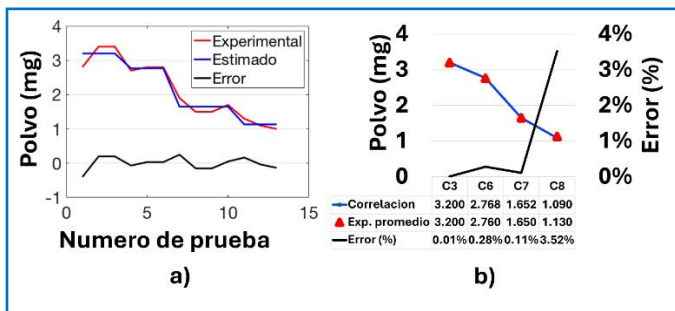 4
3
2
1
0
-1
Polvo (mg)
Experimental
Estimado
Error
0 5 10 15
Numero de prueba
a)
4
3
2
1
0
Polvo (mg)
4%
3%
2%
1%
0%
Error (%)
C3 C6 C7 C8
Correlacion 3.200 2.768 1.652 1.090
Exp. promedio 3.200 2.760 1.650 1.130
Error (%) 0.01% 0.28% 0.11% 3.52%
b)